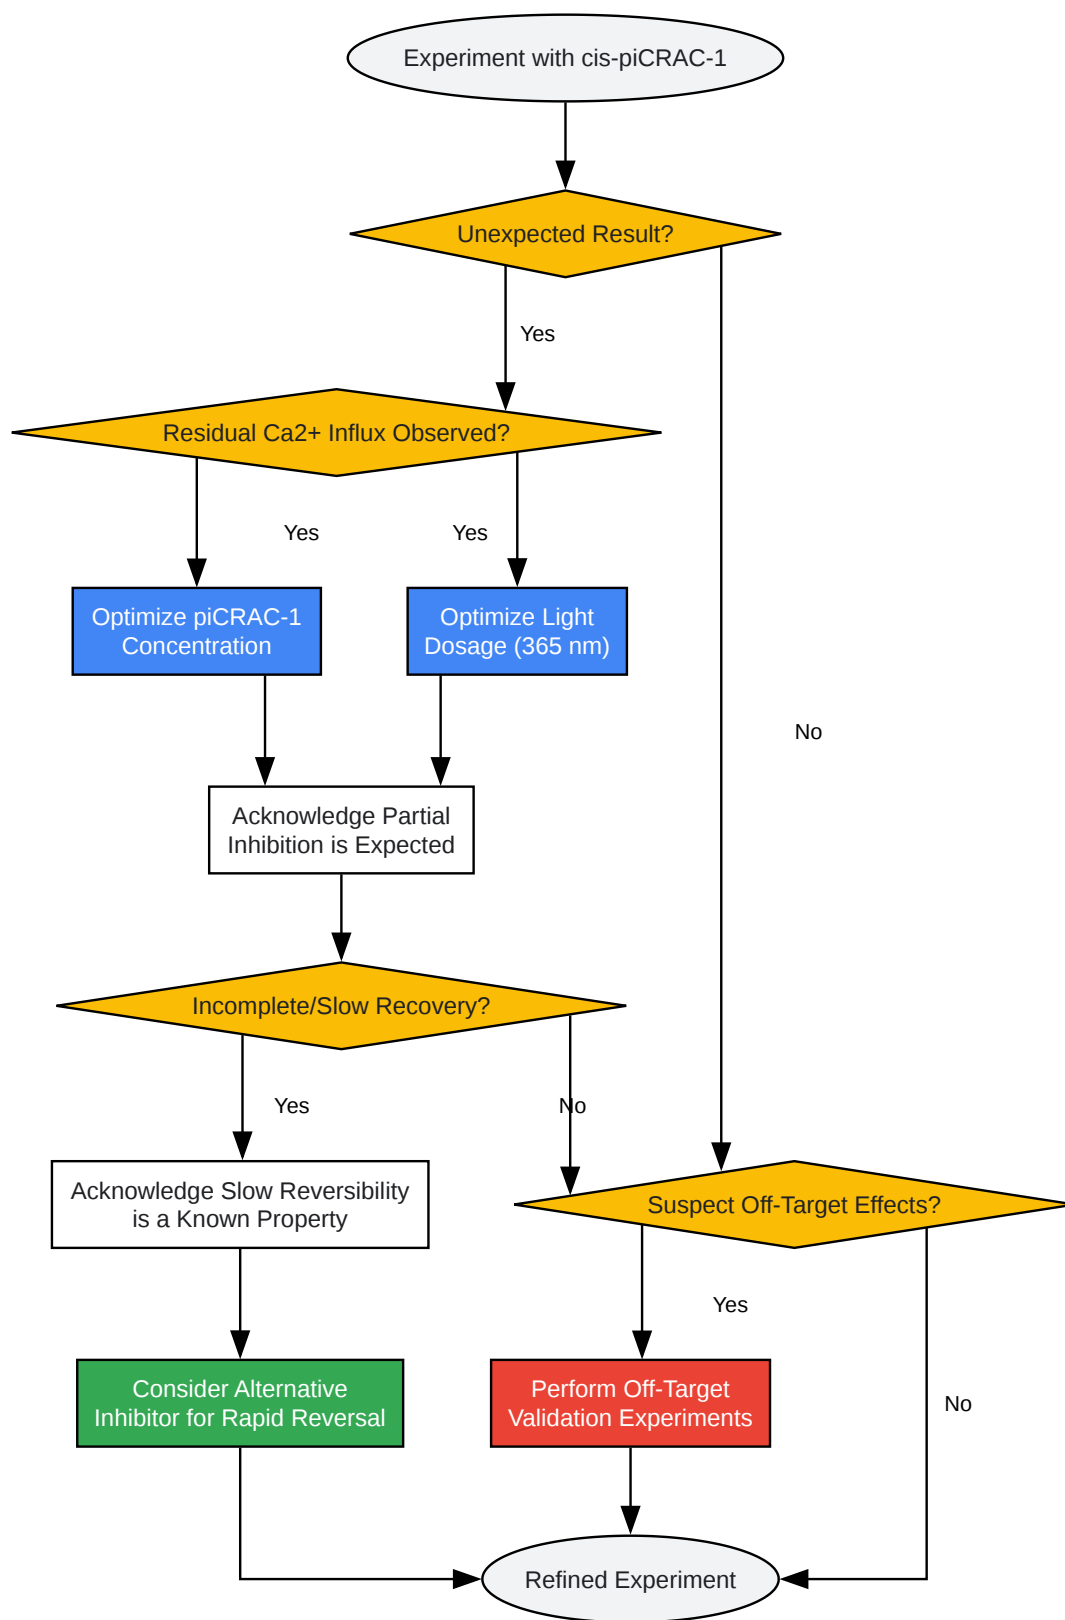 Experiment with cis-piCRAC-1
Unexpected Result?
Yes
Residual Ca2+ Influx Observed?
Yes
Yes
Optimize piCRAC-1
Concentration
Optimize Light
Dosage (365 nm)
No
Acknowledge Partial
Inhibition is Expected
Incomplete/Slow Recovery?
Yes
No
Acknowledge Slow Reversibility
is a Known Property
Suspect Off-Target Effects?
Yes
Consider Alternative
Inhibitor for Rapid Reversal
Perform Off-Target
Validation Experiments
No
Refined Experiment